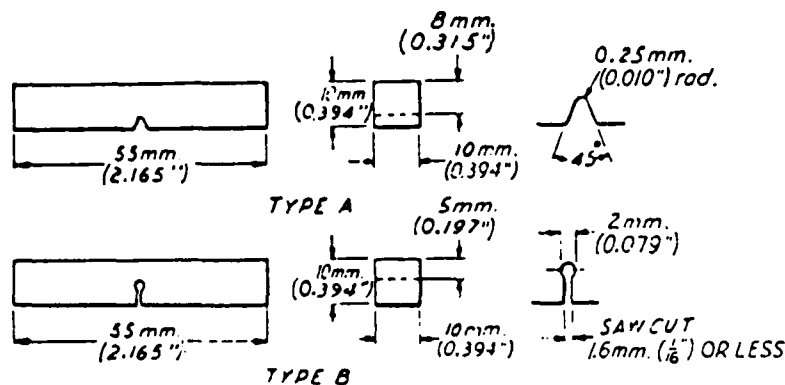 8mm.
(0.315")
0.25mm.
(0.010") rad.
10mm
(0.394")
55mm.
(2.165")
10mm.
(0.394")
45°
TYPE A
5mm.
(0.197")
2mm.
(0.079")
10mm.
(0.394")
55mm.
(2.165")
10mm.
(0.394")
SAW CUT
1.6mm. (1/16") OR LESS
TYPE B